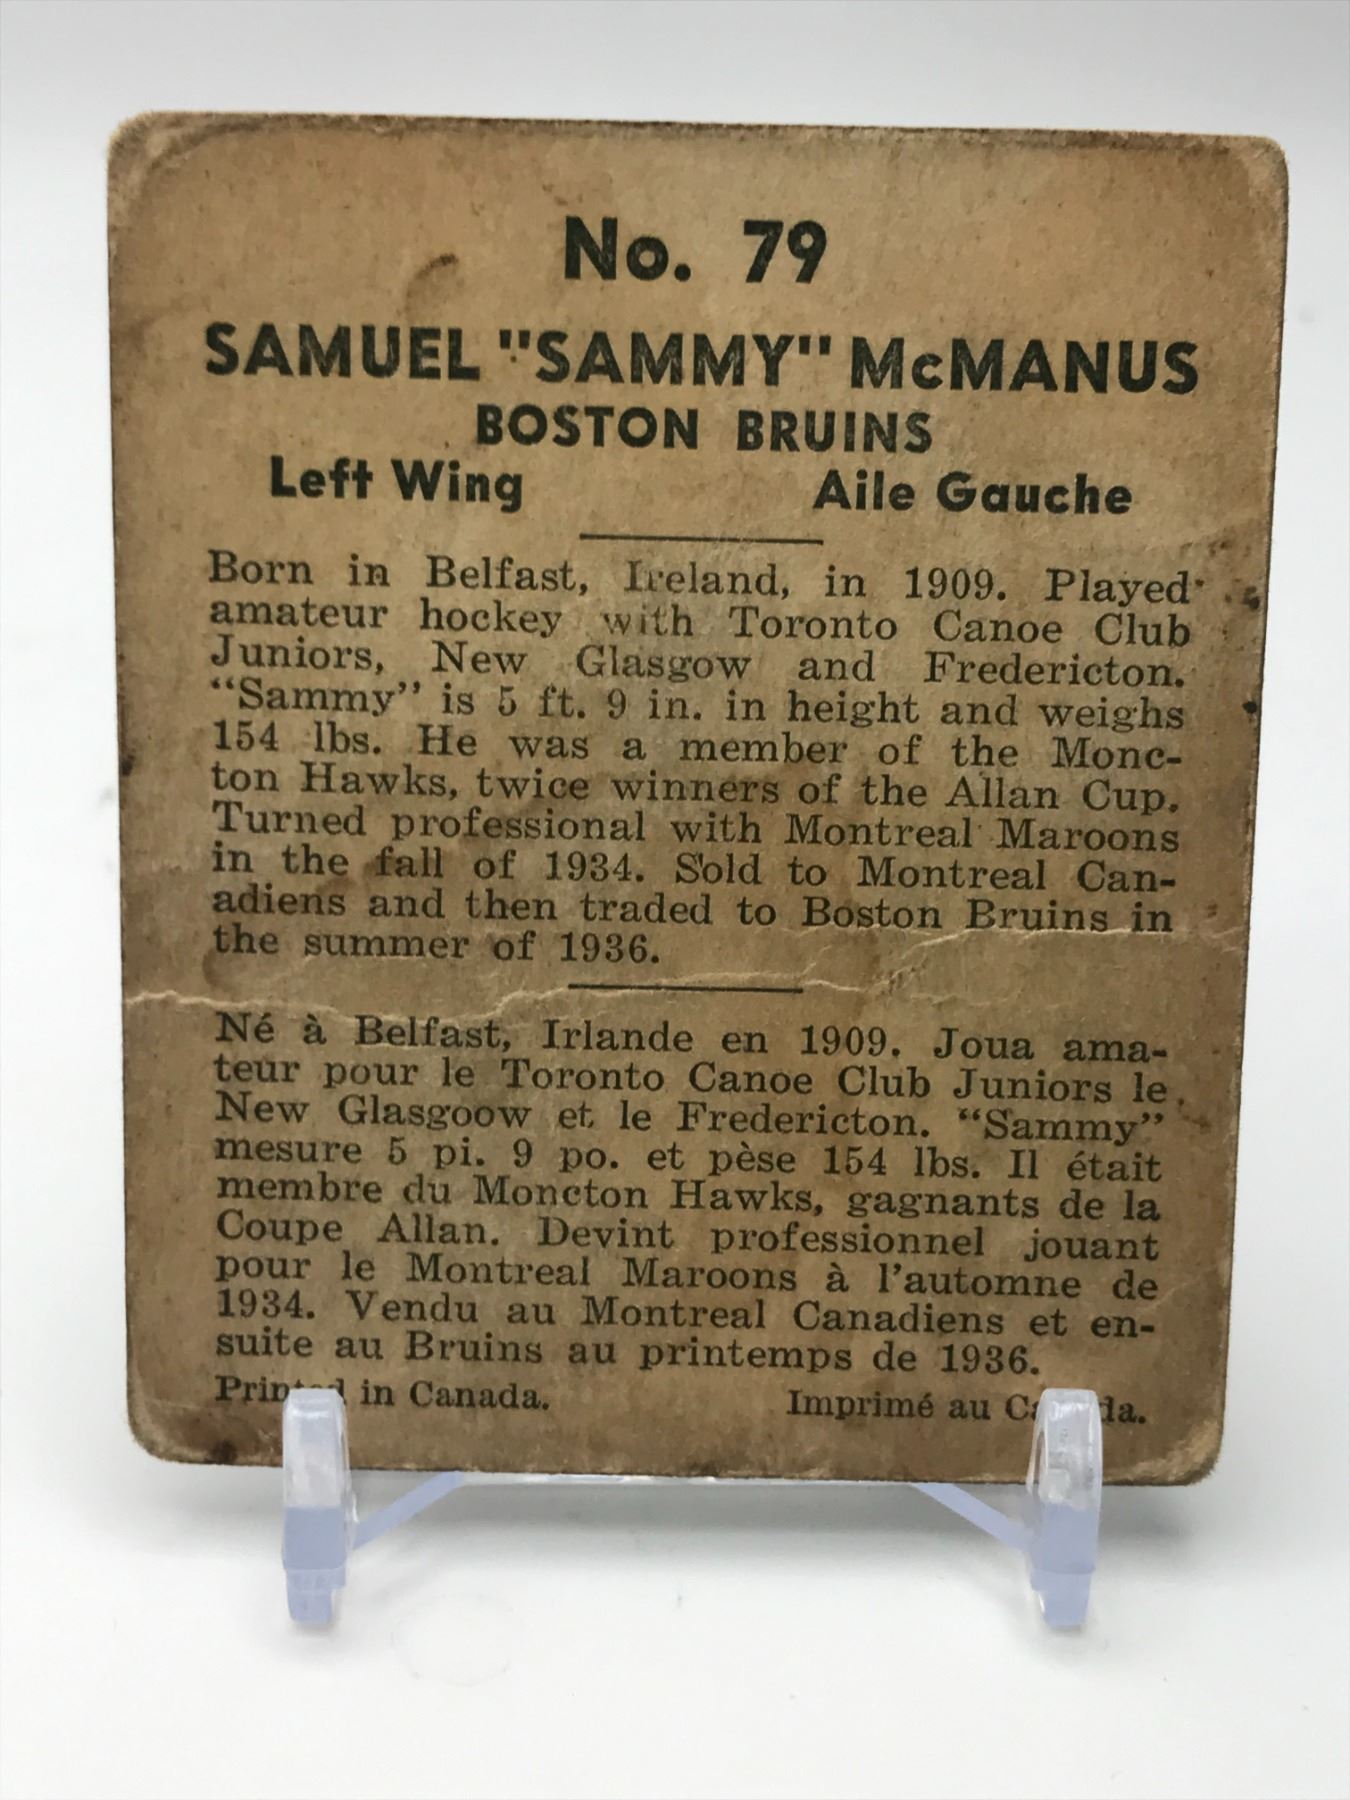 No. 79
SAMUEL "SAMMY" McMANUS
BOSTON BRUINS
Left Wing Aile Gauche
Born in Belfast, Ireland, in 1909. Played
amateur hockey with Toronto Canoe Club
Juniors, New Glasgow and Fredericton.
“Sammy” is 5 ft. 9 in. in height and weighs
154 lbs. He was a member of the Monc-
ton Hawks, twice winners of the Allan Cup.
Turned professional with Montreal Maroons
in the fall of 1934. Sold to Montreal Can-
adiens and then traded to Boston Bruins in
the summer of 1936.
Né à Belfast, Irlande en 1909. Joua ama-
teur pour le Toronto Canoe Club Juniors le
New Glasgoow et le Fredericton. “Sammy”
mesure 5 pi. 9 po. et pèse 154 lbs. Il était
membre du Moncton Hawks, gagnants de la
Coupe Allan. Devint professionnel jouant
pour le Montreal Maroons à l’automne de
1934. Vendu au Montreal Canadiens et en-
suite au Bruins au printemps de 1936.
Printed in Canada. Imprimé au Canada.